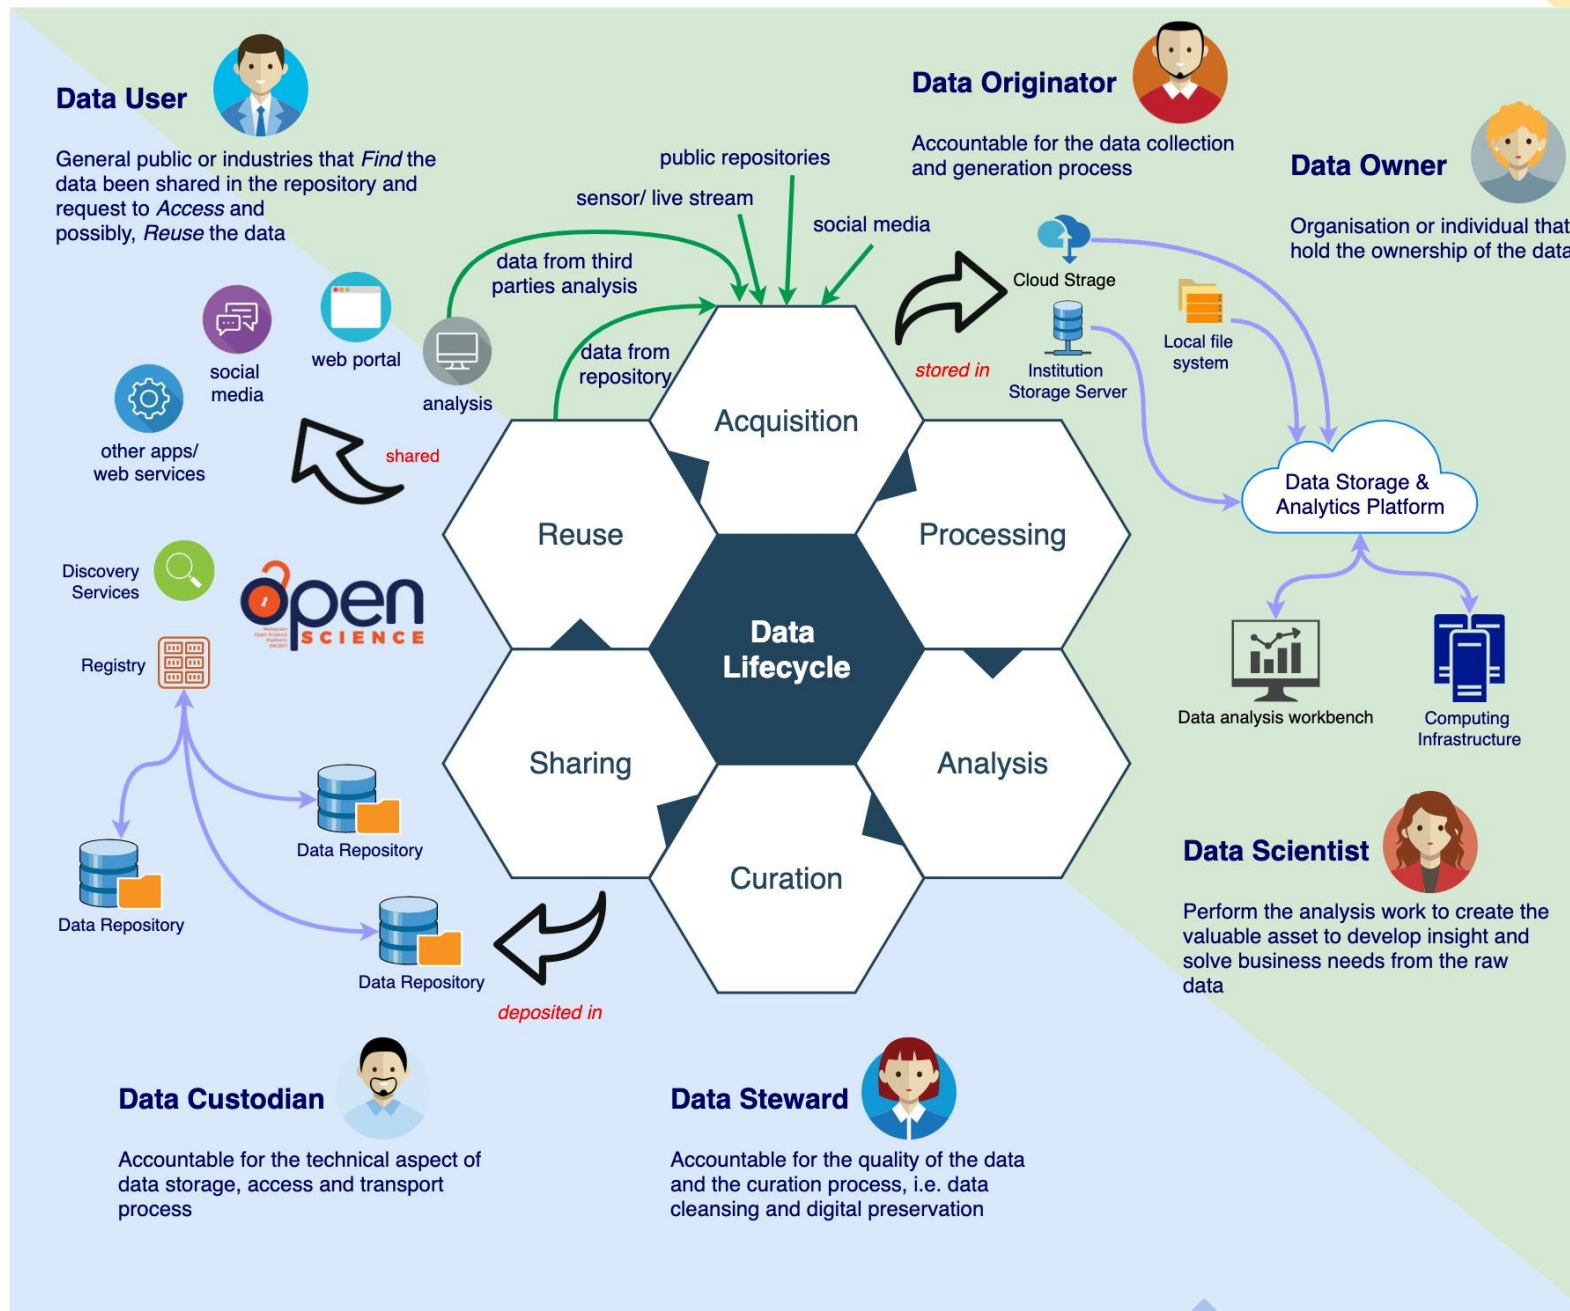 Data User
General public or industries that Find the
data been shared in the repository and
request to Access and
possibly, Reuse the data
Data Originator
Accountable for the data collection
and generation process
Data Owner
Organisation or individual that
hold the ownership of the data
public repositories
sensor/ live stream
social media
data from third
parties analysis
data from
repository
web portal
social
media
analysis
other apps/
web services
shared
stored in
Cloud Strage
Institution
Storage Server
Local file
system
Data Storage &
Analytics Platform
Data analysis workbench
Computing
Infrastructure
Acquisition
Processing
Analysis
Curation
Sharing
Reuse
Data
Lifecycle
Discovery
Services
Open
SCIENCE
Malaysian
Open Science
Platform
(MOSP)
Registry
Data Repository
Data Repository
Data Repository
deposited in
Data Scientist
Perform the analysis work to create the
valuable asset to develop insight and
solve business needs from the raw
data
Data Custodian
Accountable for the technical aspect of
data storage, access and transport
process
Data Steward
Accountable for the quality of the data
and the curation process, i.e. data
cleansing and digital preservation